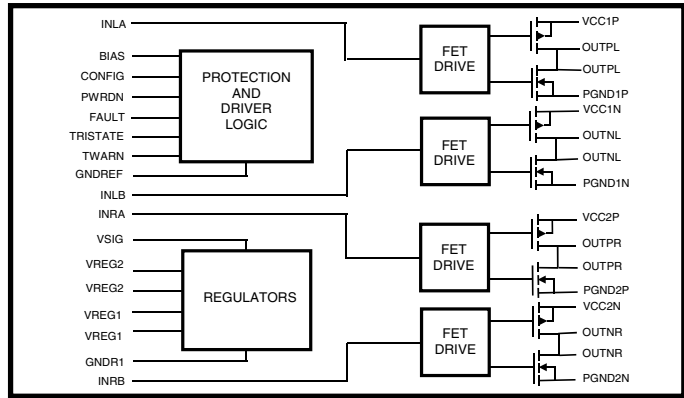 INLA
BIAS
CONFIG
PWRDN
FAULT
TRISTATE
TWARN
GNDREF
INLB
INRA
VSIG
VREG2
VREG2
VREG1
VREG1
GNDR1
INRB
PROTECTION
AND
DRIVER
LOGIC
REGULATORS
FET
DRIVE
FET
DRIVE
FET
DRIVE
FET
DRIVE
VCC1P
OUTPL
OUTPL
PGND1P
VCC1N
OUTNL
OUTNL
PGND1N
VCC2P
OUTPR
OUTPR
PGND2P
VCC2N
OUTNR
OUTNR
PGND2N